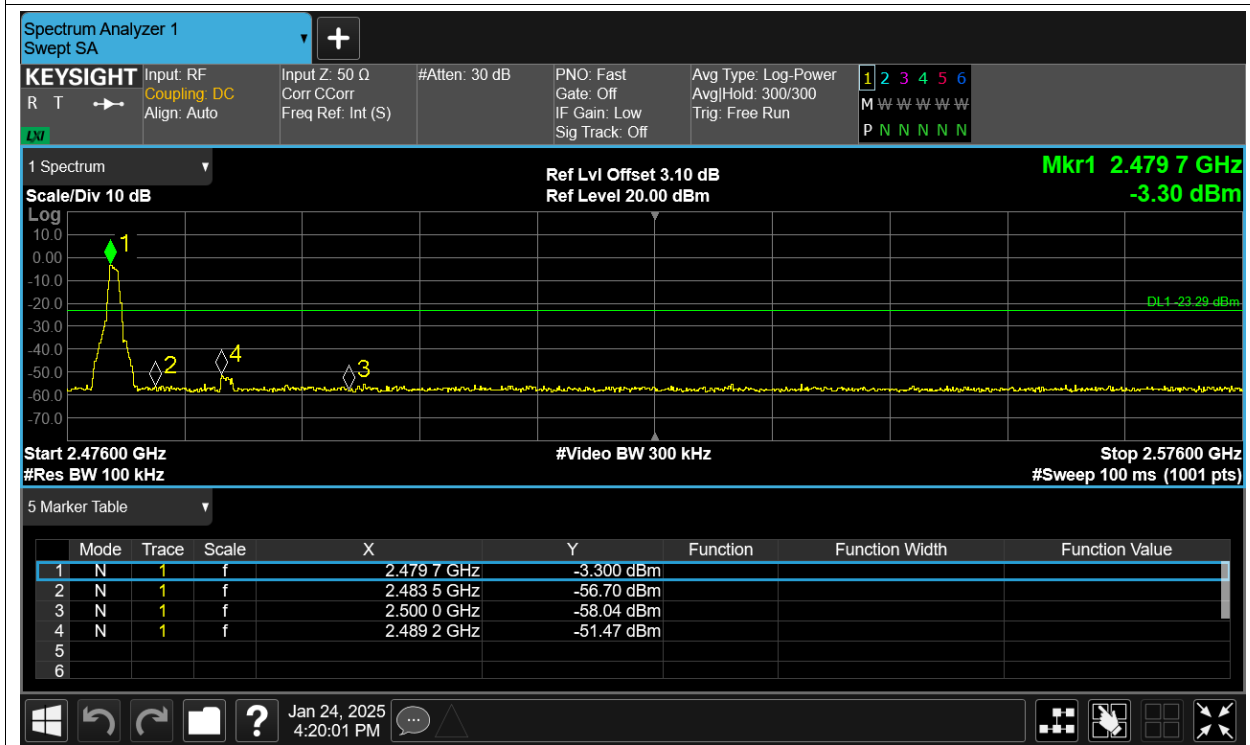 Spectrum Analyzer 1
Swept SA
+
KEYSIGHT
R T
LXI
Input: RF
Coupling: DC
Align: Auto
Input Z: 50 Ω
Corr CCorr
Freq Ref: Int (S)
#Atten: 30 dB
PNO: Fast
Gate: Off
IF Gain: Low
Sig Track: Off
Avg Type: Log-Power
Avg|Hold: 300/300
Trig: Free Run
1 2 3 4 5 6
M W W W W W W
P N N N N N
1 Spectrum
Scale/Div 10 dB
Ref Lvl Offset 3.10 dB
Ref Level 20.00 dBm
Mkr1 2.479 7 GHz
-3.30 dBm
Log
10.0
0.00
-10.0
-20.0
-30.0
-40.0
-50.0
-60.0
-70.0
1
2
4
3
DL1 -23.29 dBm
Start 2.47600 GHz
#Res BW 100 kHz
#Video BW 300 kHz
Stop 2.57600 GHz
#Sweep 100 ms (1001 pts)
5 Marker Table
Mode Trace Scale X Y Function Function Width Function Value
1 N 1 f 2.479 7 GHz -3.300 dBm
2 N 1 f 2.483 5 GHz -56.70 dBm
3 N 1 f 2.500 0 GHz -58.04 dBm
4 N 1 f 2.489 2 GHz -51.47 dBm
5
6
?
Jan 24, 2025
4:20:01 PM